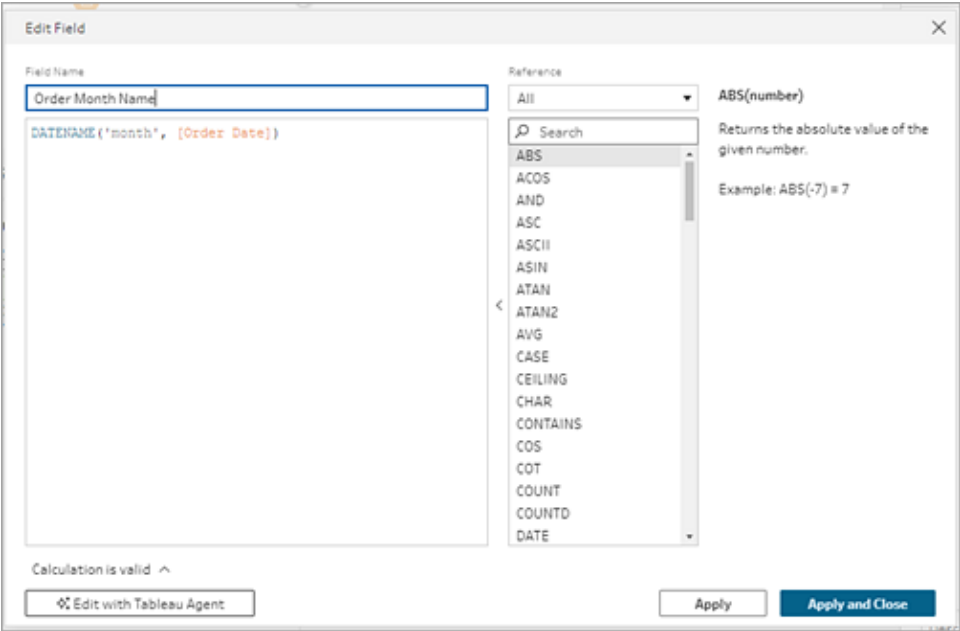 Edit Field
Field Name
Order Month Name
DATENAME('month', [Order Date])
Reference
All
Search
ABS
ACOS
AND
ASC
ASCII
ASIN
ATAN
ATAN2
AVG
CASE
CEILING
CHAR
CONTAINS
COS
COT
COUNT
COUNTD
DATE
ABS(number)
Returns the absolute value of the
given number.
Example: ABS(-7) = 7
Calculation is valid
Edit with Tableau Agent
Apply
Apply and Close